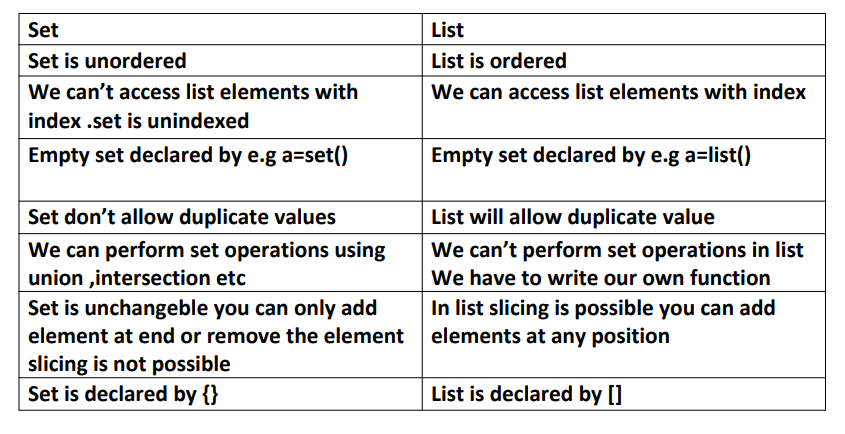 Set
List
Set is unordered
List is ordered
We can’t access list elements with
index .set is unindexed
We can access list elements with index
Empty set declared by e.g a=set()
Empty set declared by e.g a=list()
Set don’t allow duplicate values
List will allow duplicate value
We can perform set operations using
union ,intersection etc
We can’t perform set operations in list
We have to write our own function
Set is unchangeble you can only add
element at end or remove the element
slicing is not possible
In list slicing is possible you can add
elements at any position
Set is declared by {}
List is declared by []